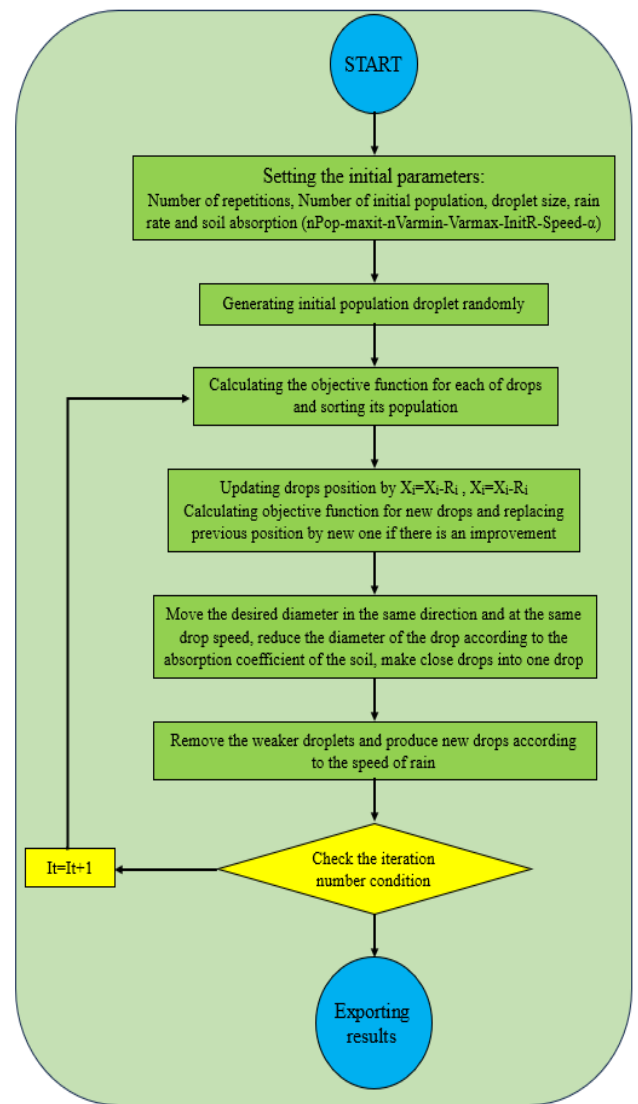 START
Setting the initial parameters:
Number of repetitions, Number of initial population, droplet size, rain
rate and soil absorption (nPop-maxit-nVarmin-Varmax-InitR-Speed-α)
Generating initial population droplet randomly
Calculating the objective function for each of drops
and sorting its population
Updating drops position by Xi=Xi-Ri , Xi=Xi-Ri
Calculating objective function for new drops and replacing
previous position by new one if there is an improvement
Move the desired diameter in the same direction and at the same
drop speed, reduce the diameter of the drop according to the
absorption coefficient of the soil, make close drops into one drop
Remove the weaker droplets and produce new drops according
to the speed of rain
Check the iteration
number condition
It=It+1
Exporting
results